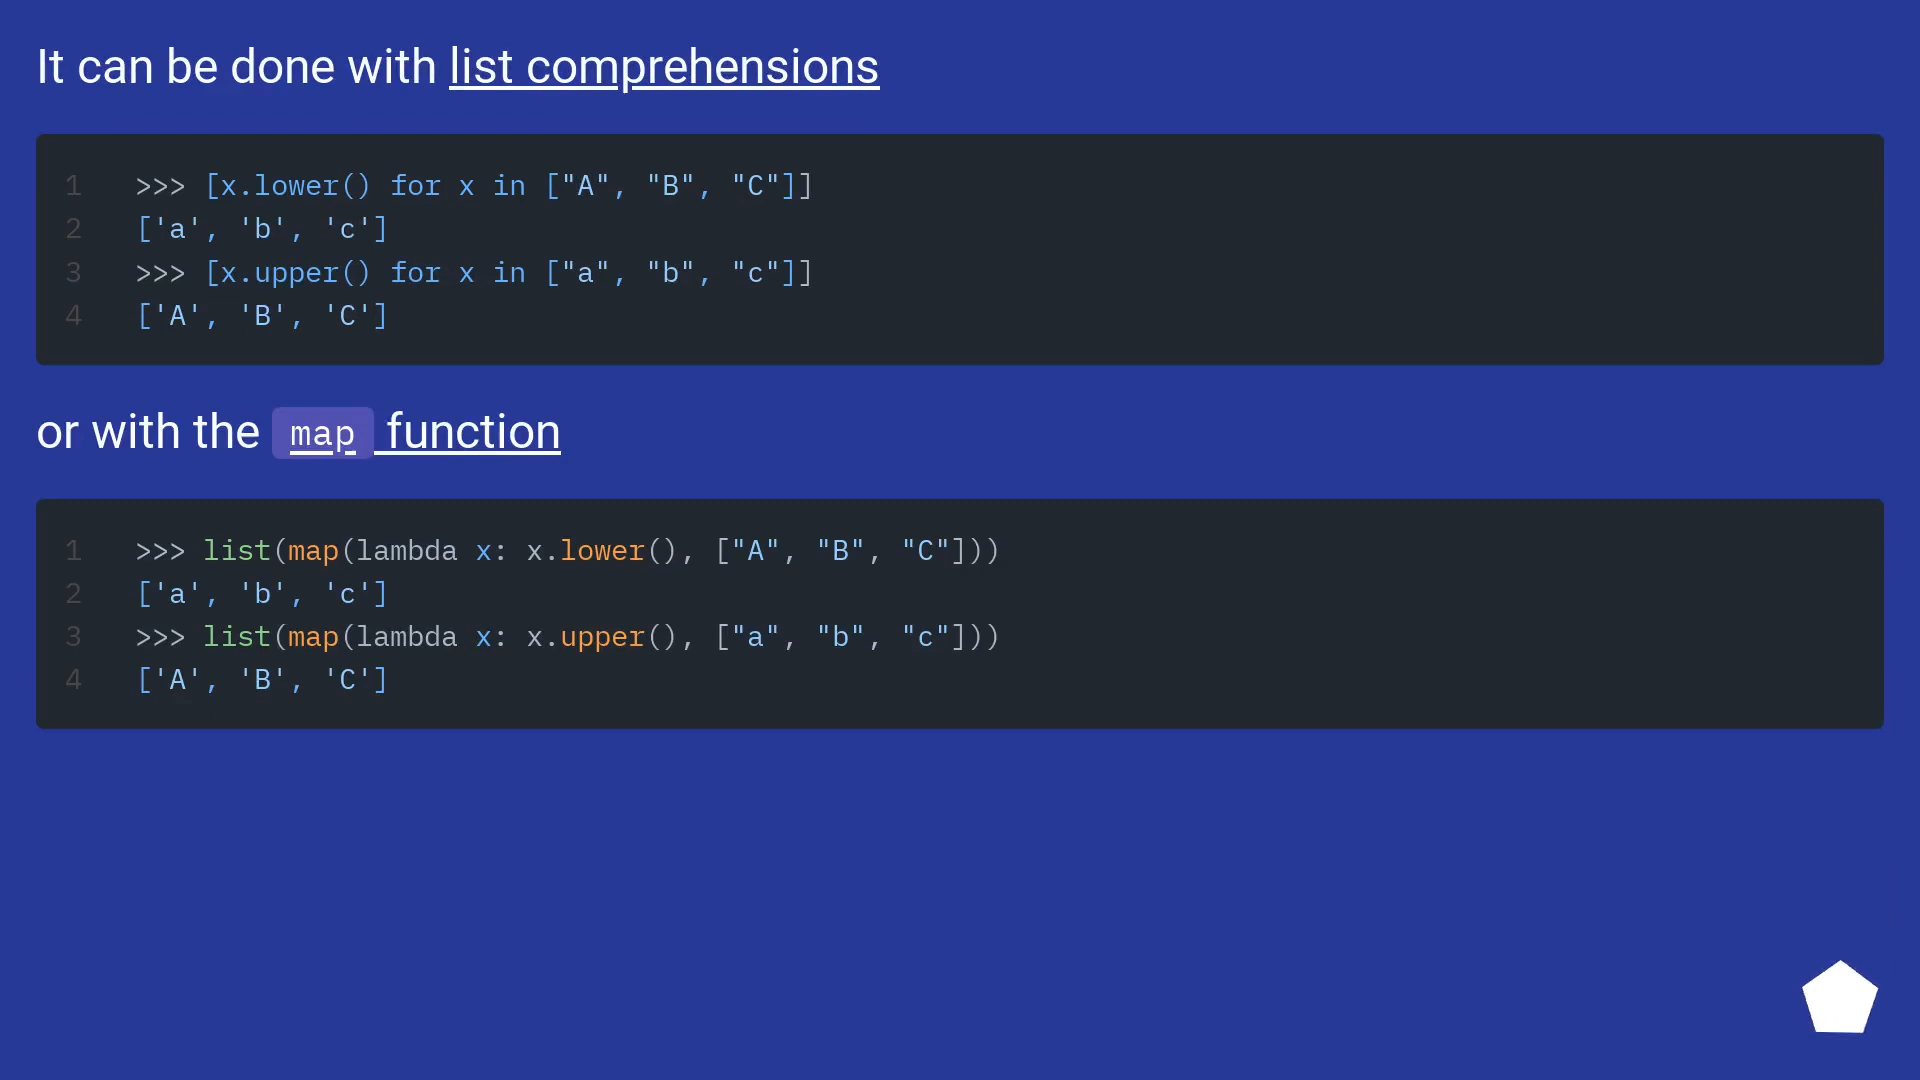 It can be done with list comprehensions
1 >>> [x.lower() for x in ["A", "B", "C"]]
2 ['a', 'b', 'c']
3 >>> [x.upper() for x in ["a", "b", "c"]]
4 ['A', 'B', 'C']
or with the map function
1 >>> list(map(lambda x: x.lower(), ["A", "B", "C"]))
2 ['a', 'b', 'c']
3 >>> list(map(lambda x: x.upper(), ["a", "b", "c"]))
4 ['A', 'B', 'C']